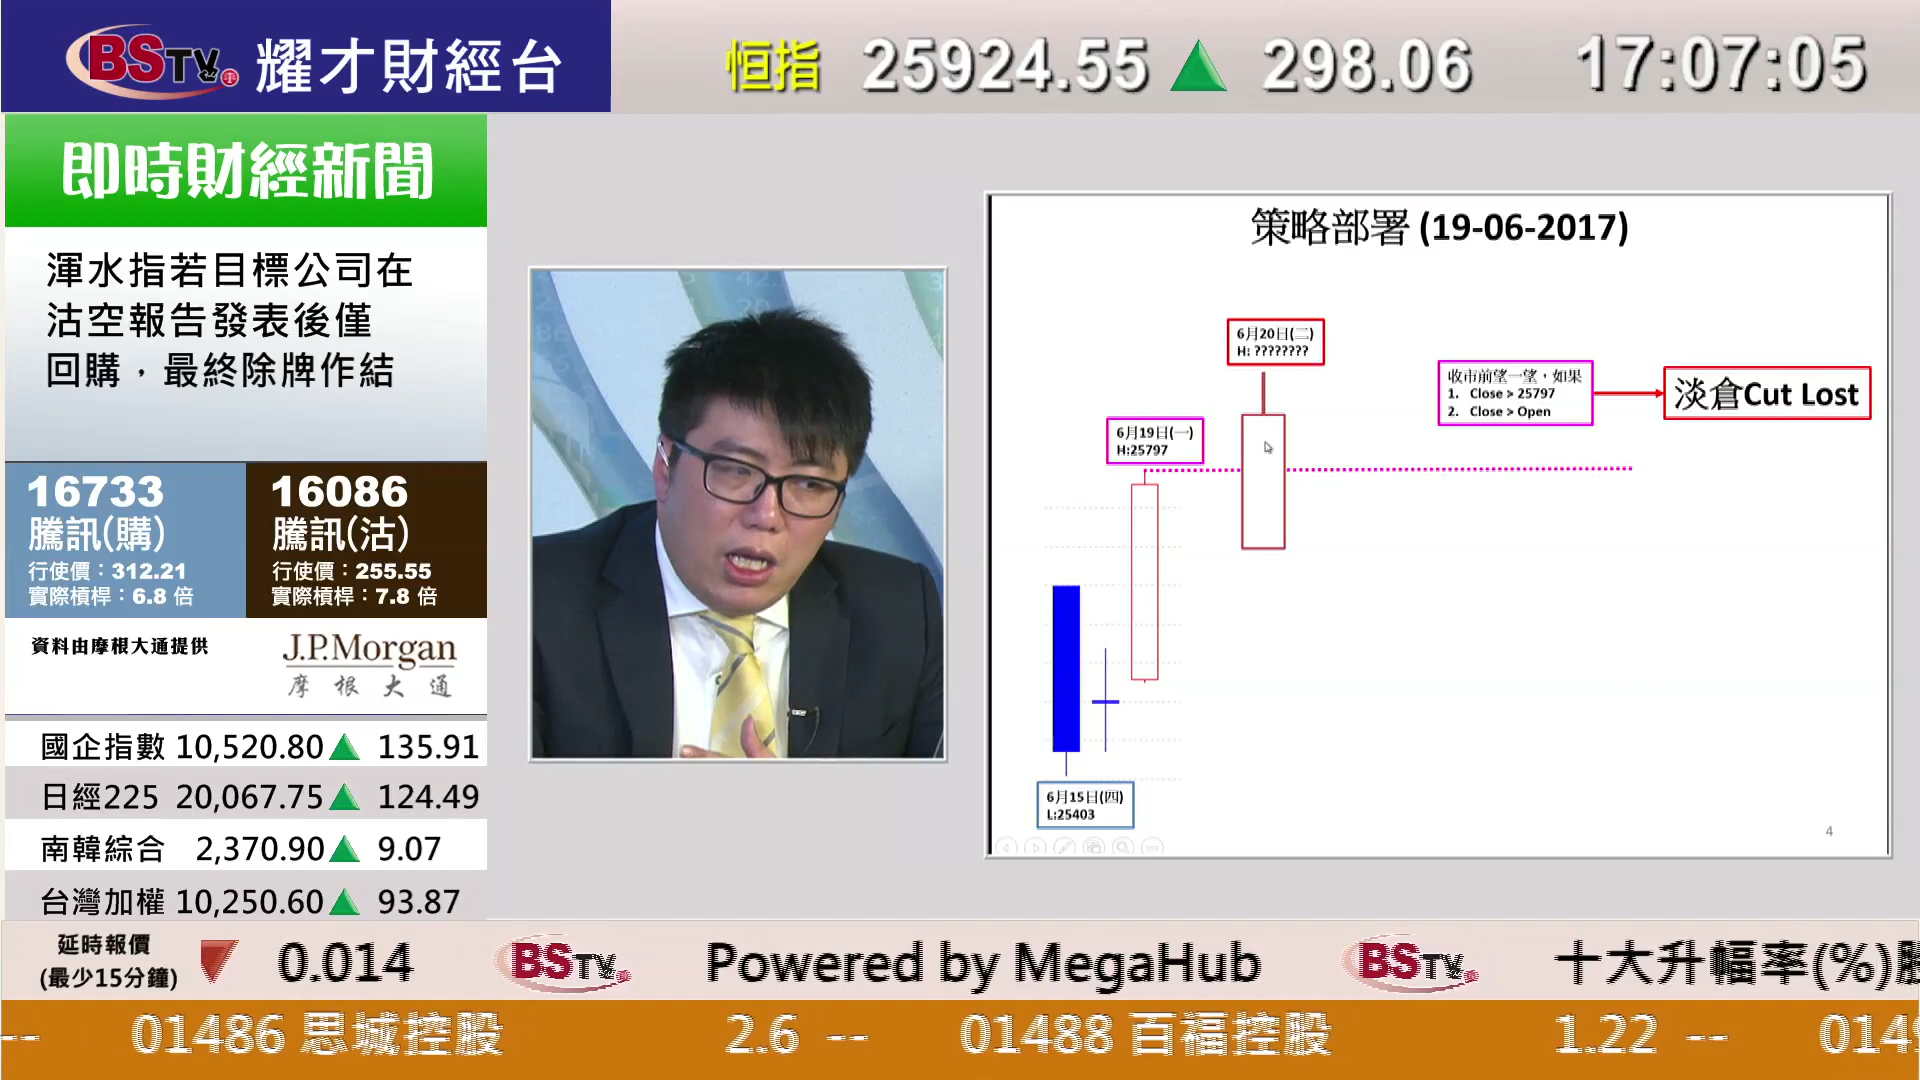 BSTV 耀才財經台
恒指 25924.55 298.06 17:07:05
即時財經新聞
渾水指若目標公司在
沽空報告發表後僅
回購，最終除牌作結
16733
騰訊(購)
行使價：312.21
實際槓桿：6.8 倍
16086
騰訊(沽)
行使價：255.55
實際槓桿：7.8 倍
資料由摩根大通提供
J.P.Morgan
摩根大通
國企指數 10,520.80 135.91
日經225 20,067.75 124.49
南韓綜合 2,370.90 9.07
台灣加權 10,250.60 93.87
策略部署 (19-06-2017)
6月20日(二)
H: ????????
收市前望一望，如果
1. Close > 25797
2. Close > Open
淡倉Cut Lost
6月19日(一)
H:25797
6月15日(四)
L:25403
4
延時報價
(最少15分鐘)
0.014 BSTV Powered by MegaHub BSTV 十大升幅率(%)
-- 01486 思城控股 2.6 -- 01488 百福控股 1.22 -- 014